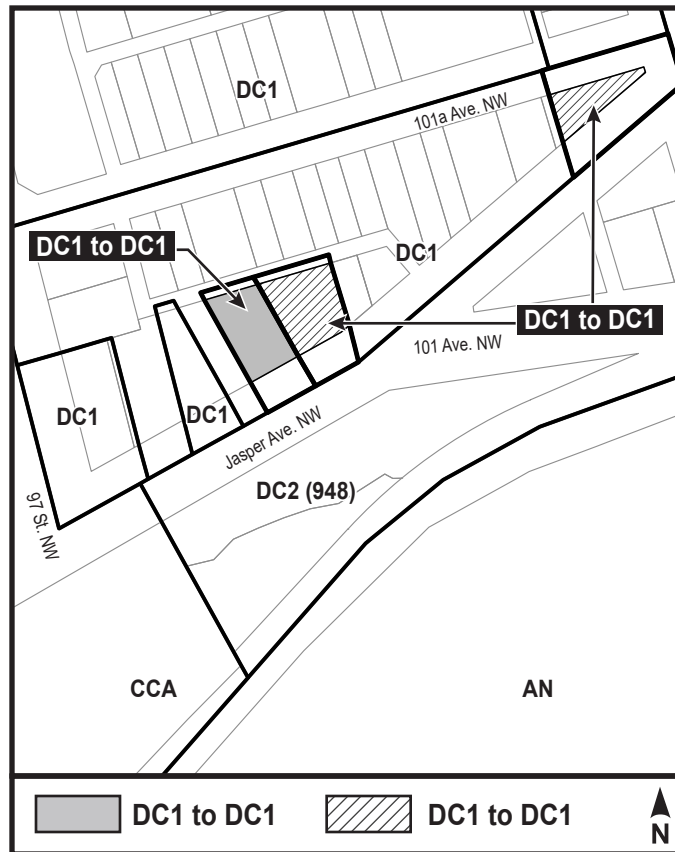 DC1
101a Ave. NW
DC1 to DC1
DC1
DC1 to DC1
101 Ave. NW
DC1
DC1
Jasper Ave. NW
DC2 (948)
97 St. NW
CCA
AN
DC1 to DC1
DC1 to DC1
N